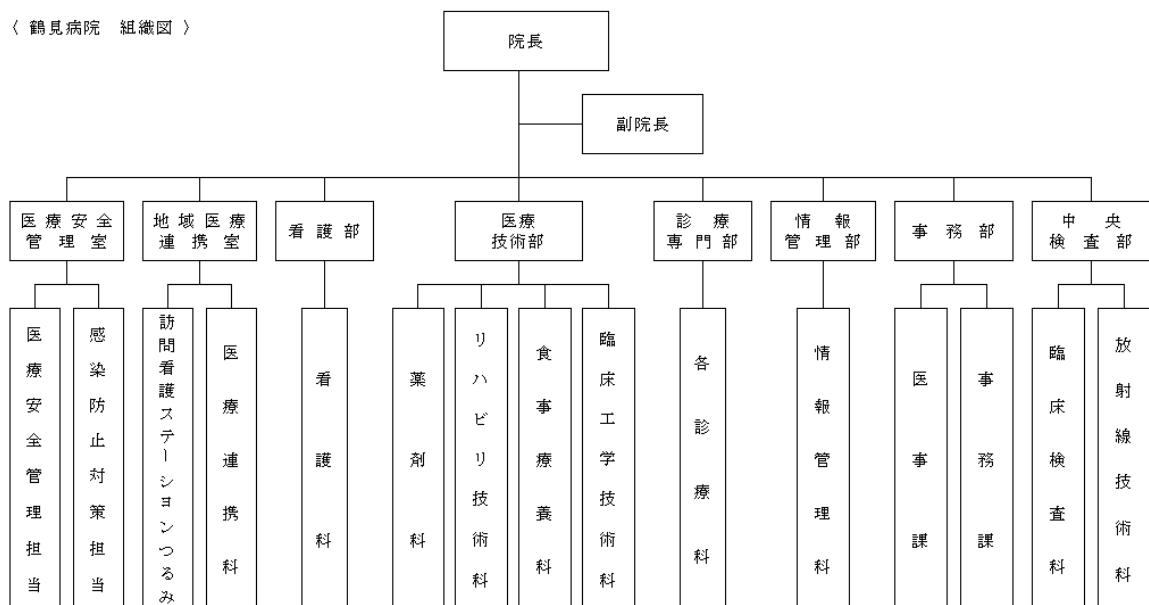 〈 鶴見病院　組織図 〉
院長
副院長
医療安全
管理室
地域医療
連携室
看護部
医療
技術部
診療
専門部
情報
管理部
事務部
中央
検査部
医療安全管理担当
感染防止対策担当
訪問看護ステーションつるみ
医療連携科
看護科
薬剤科
リハビリ技術科
食事療養科
臨床工学技術科
各診療科
情報管理科
医事課
事務課
臨床検査科
放射線技術科